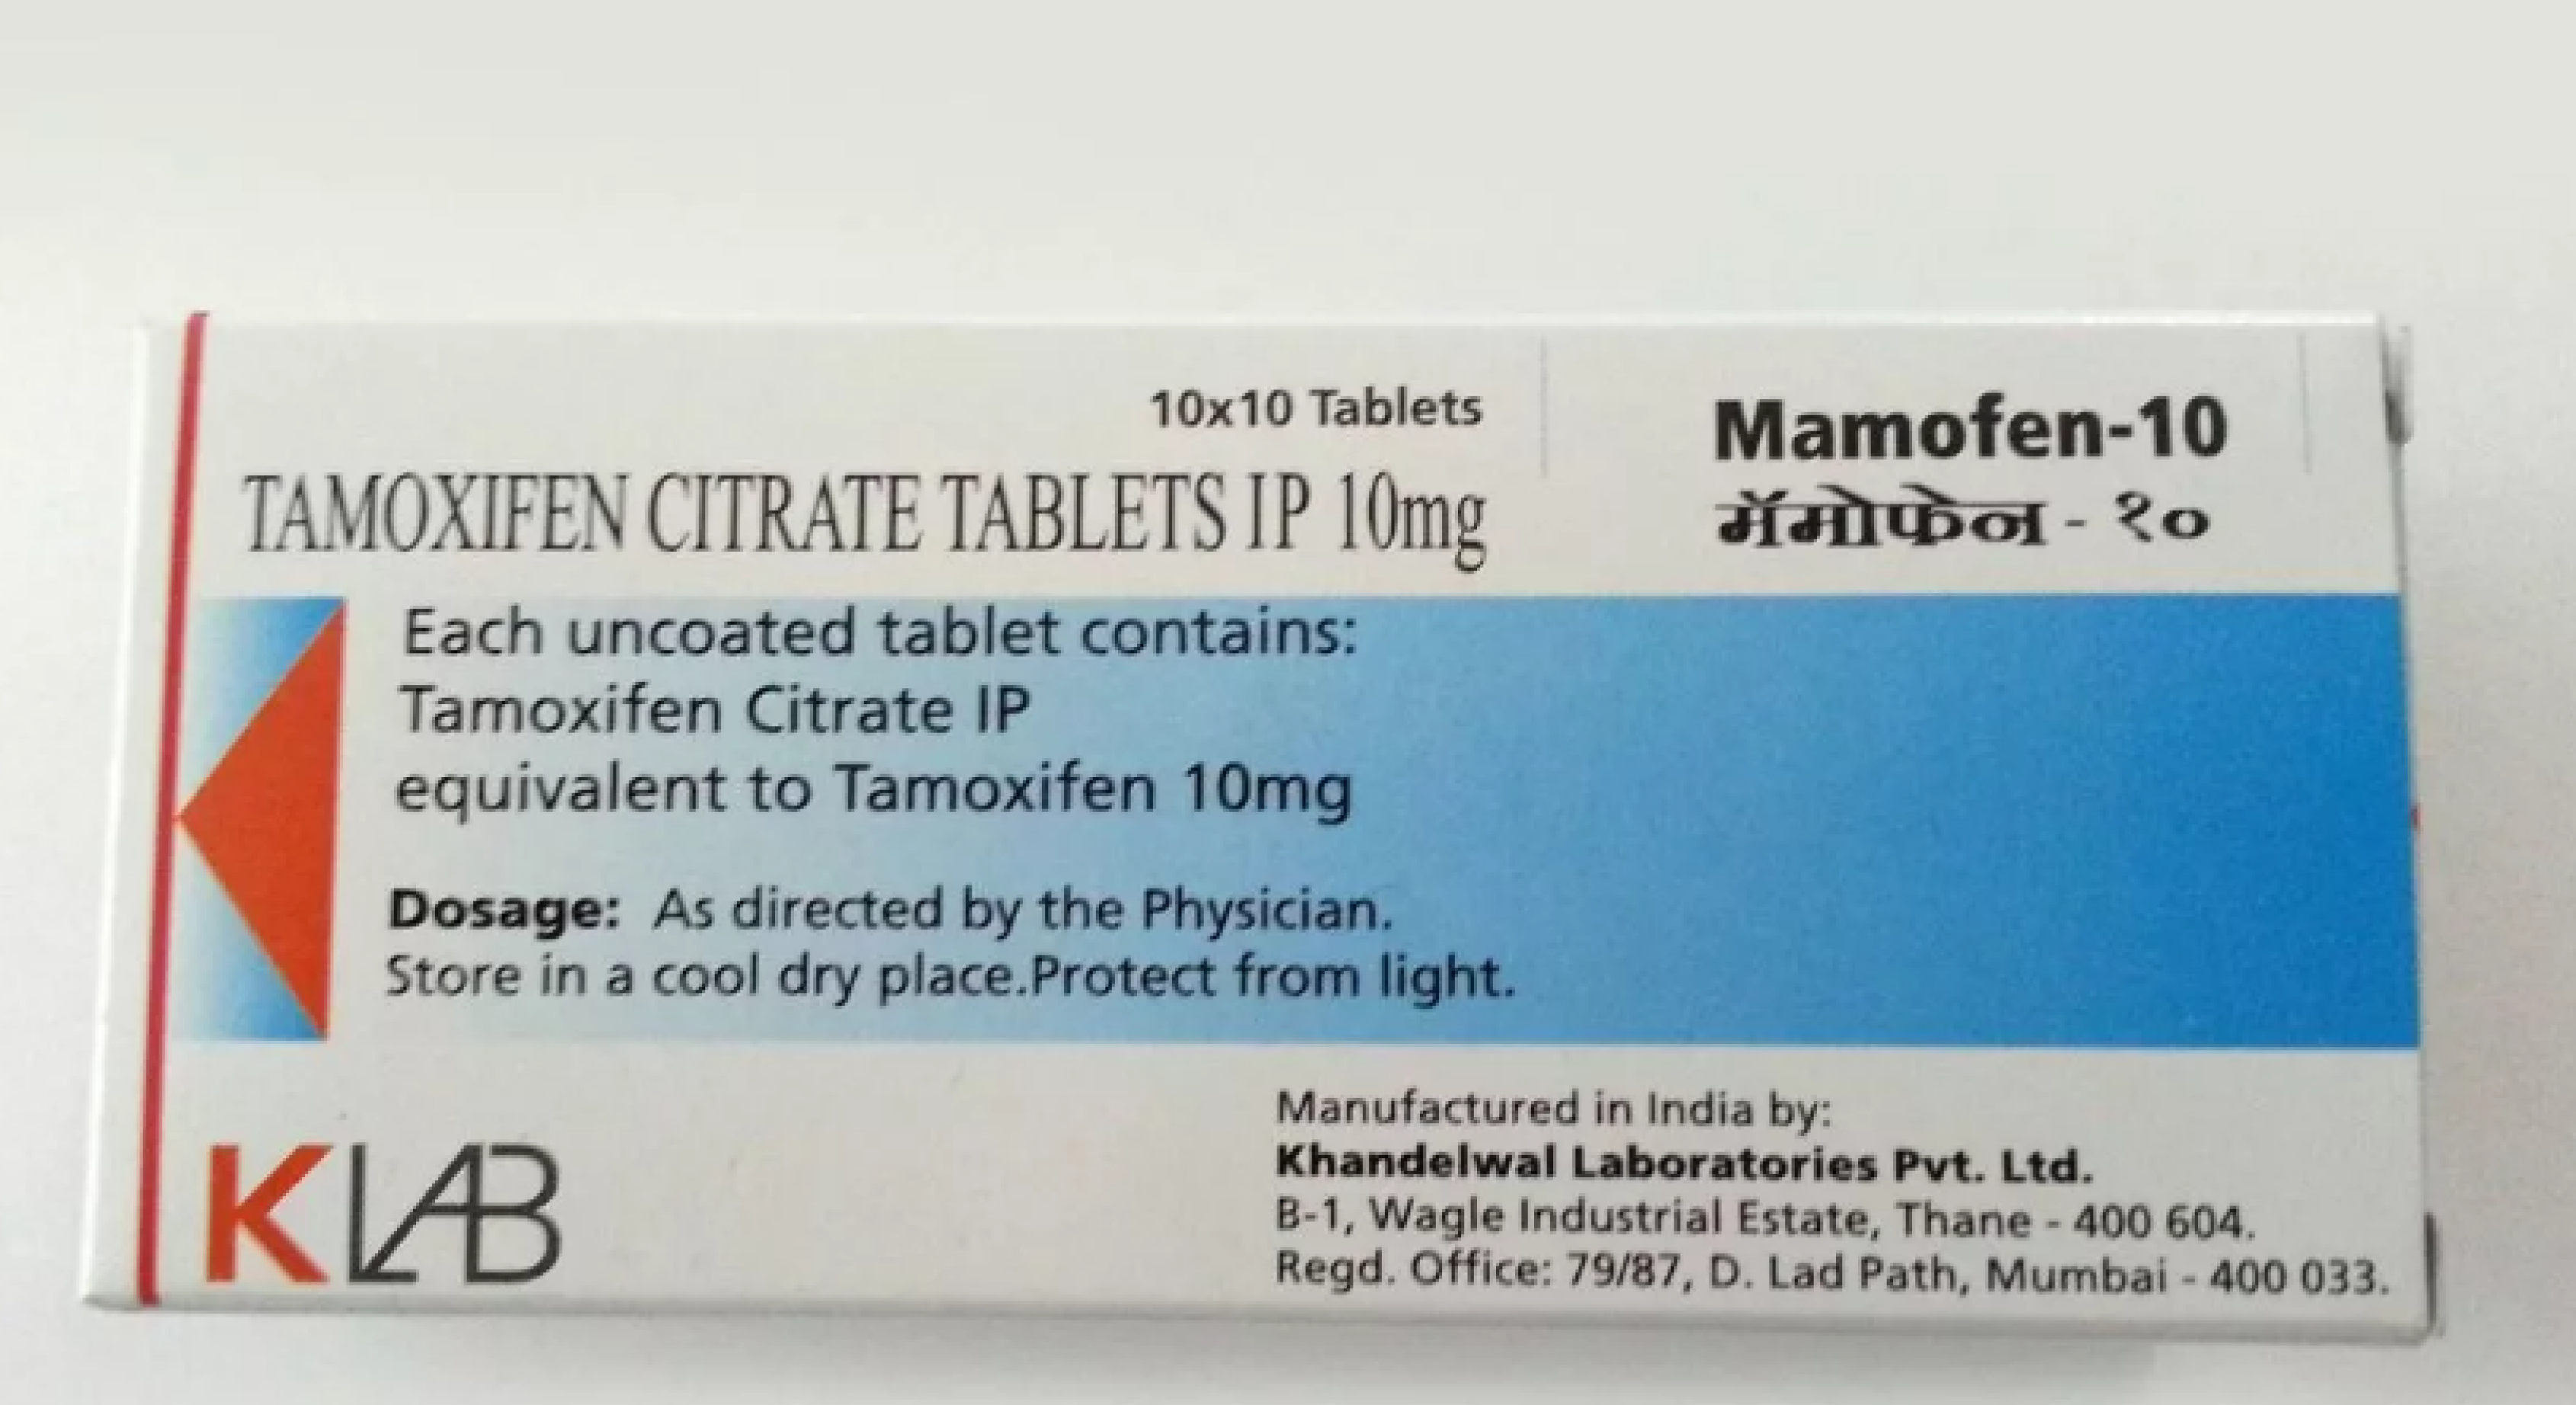 10x10 Tablets
TAMOXIFEN CITRATE TABLETS IP 10mg
Mamofen-10
मॅमोफेन - १०
Each uncoated tablet contains:
Tamoxifen Citrate IP
equivalent to Tamoxifen 10mg
Dosage: As directed by the Physician.
Store in a cool dry place.Protect from light.
KLAB
Manufactured in India by:
Khandelwal Laboratories Pvt. Ltd.
B-1, Wagle Industrial Estate, Thane - 400 604.
Regd. Office: 79/87, D. Lad Path, Mumbai - 400 033.